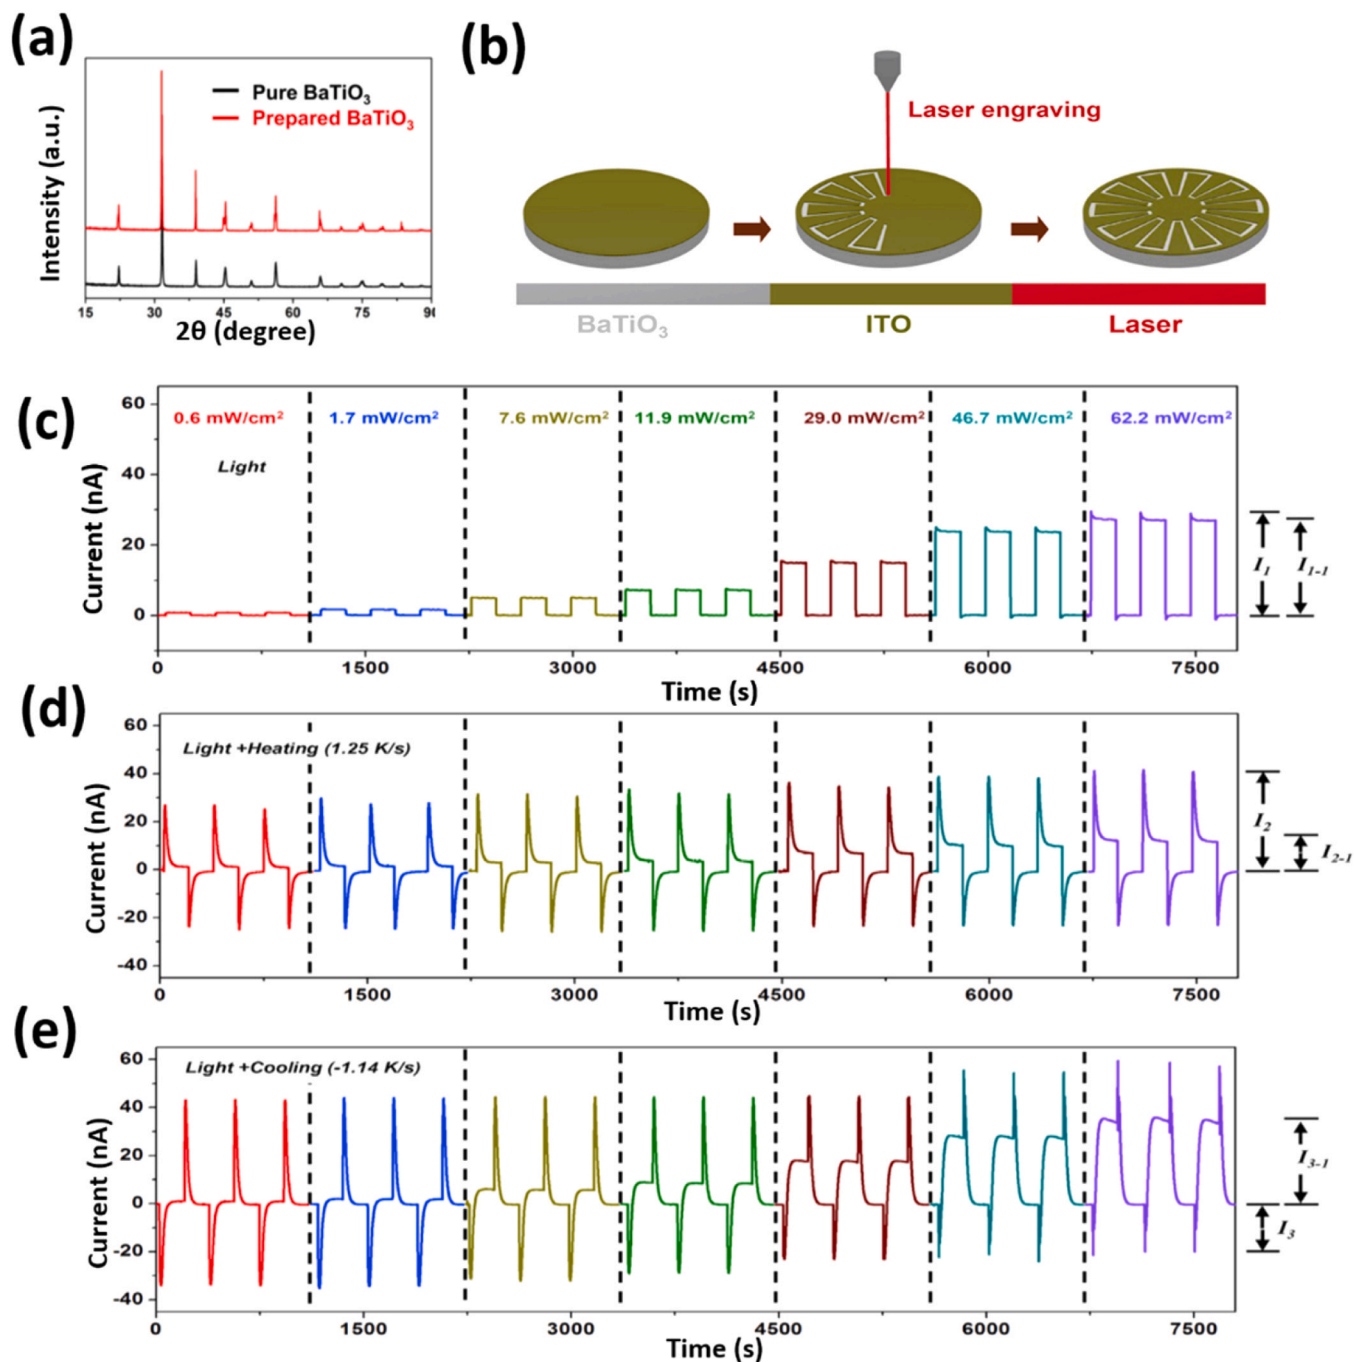 (a)
Pure BaTiO3
Prepared BaTiO3
Intensity (a.u.)
15 30 45 60 75 90
2θ (degree)
(b)
Laser engraving
BaTiO3 ITO Laser
(c)
0.6 mW/cm² 1.7 mW/cm² 7.6 mW/cm² 11.9 mW/cm² 29.0 mW/cm² 46.7 mW/cm² 62.2 mW/cm²
Light
Current (nA)
60
40
20
0
I1 I1-1
0 1500 3000 4500 6000 7500
Time (s)
(d)
Light +Heating (1.25 K/s)
Current (nA)
60
40
20
0
-20
-40
I2 I2-1
0 1500 3000 4500 6000 7500
Time (s)
(e)
Light +Cooling (-1.14 K/s)
Current (nA)
60
40
20
0
-20
-40
I3-1
I3
0 1500 3000 4500 6000 7500
Time (s)